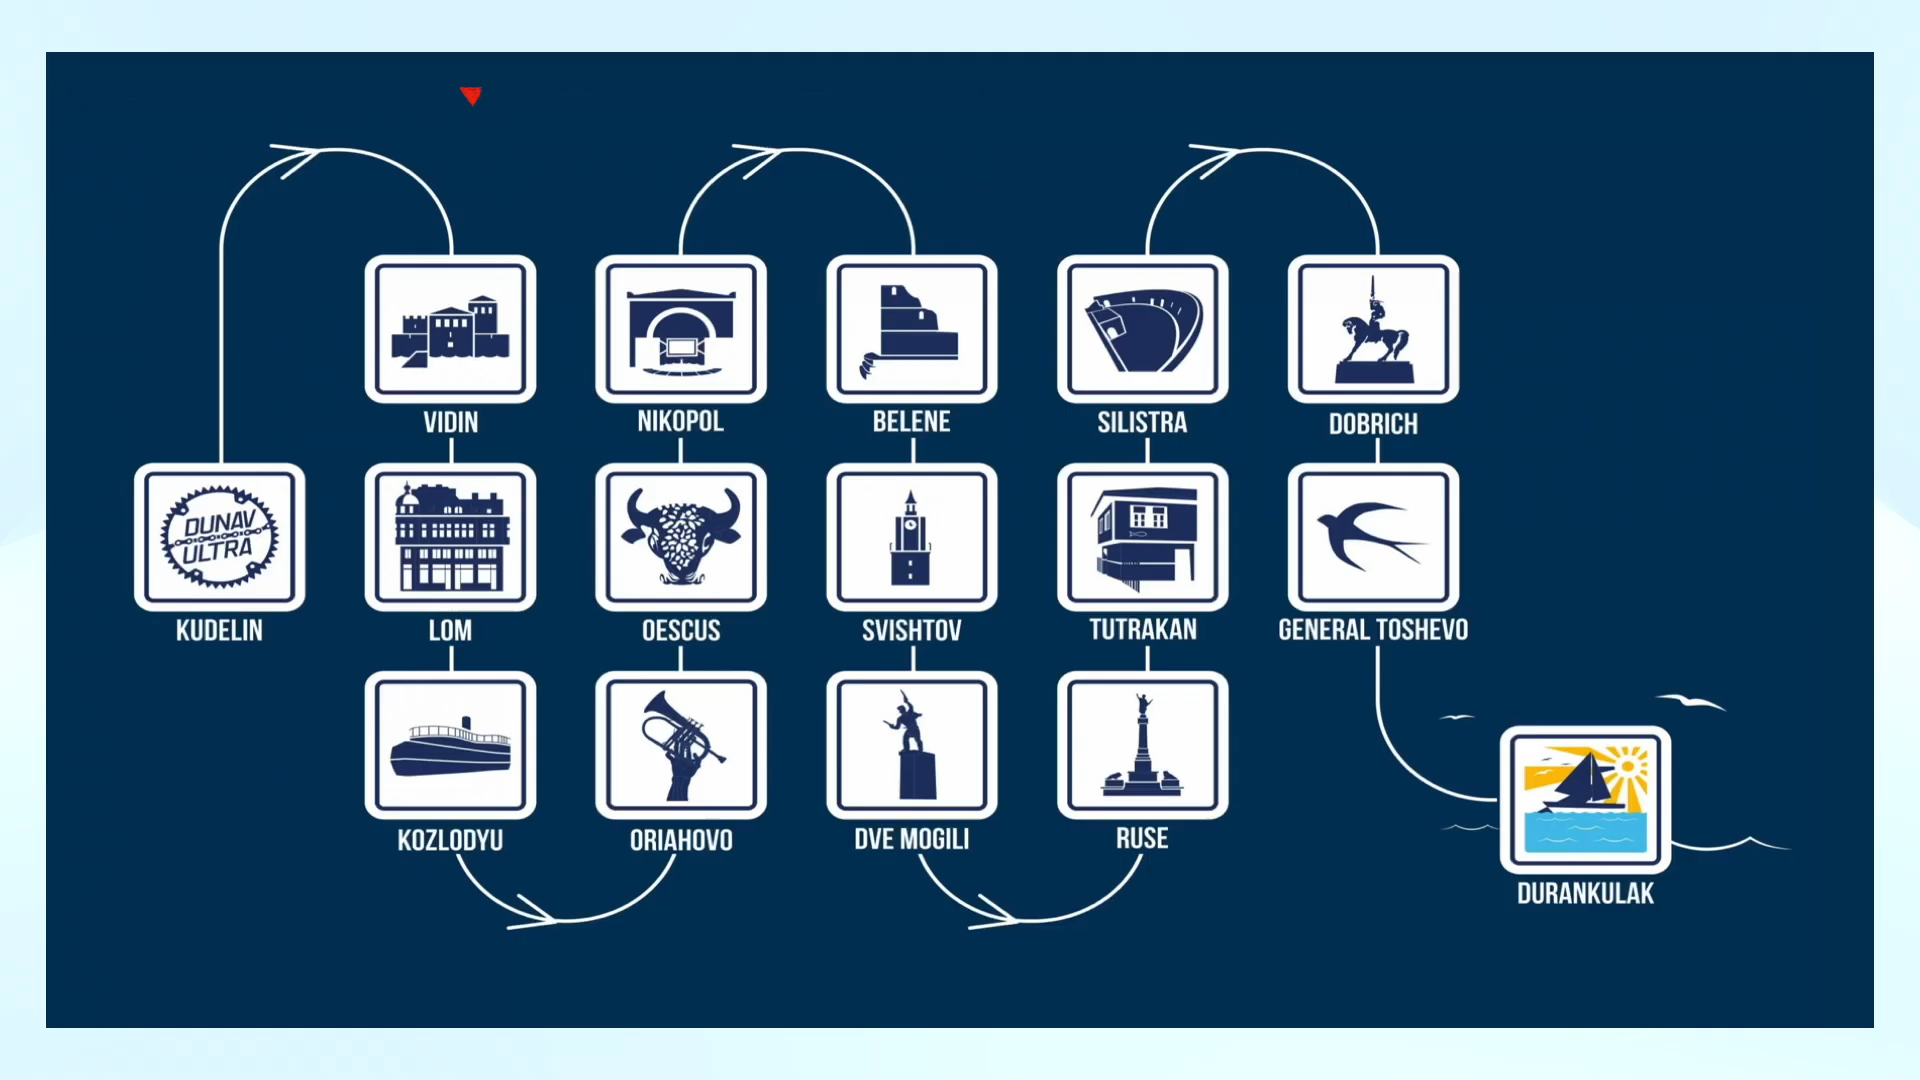 VIDIN
NIKOPOL
BELENE
SILISTRA
DOBRICH
DUNAV
ULTRA
KUDELIN
LOM
OESCUS
SVISHTOV
TUTRAKAN
GENERAL TOSHEVO
KOZLODYU
ORIAHOVO
DVE MOGILI
RUSE
DURANKULAK